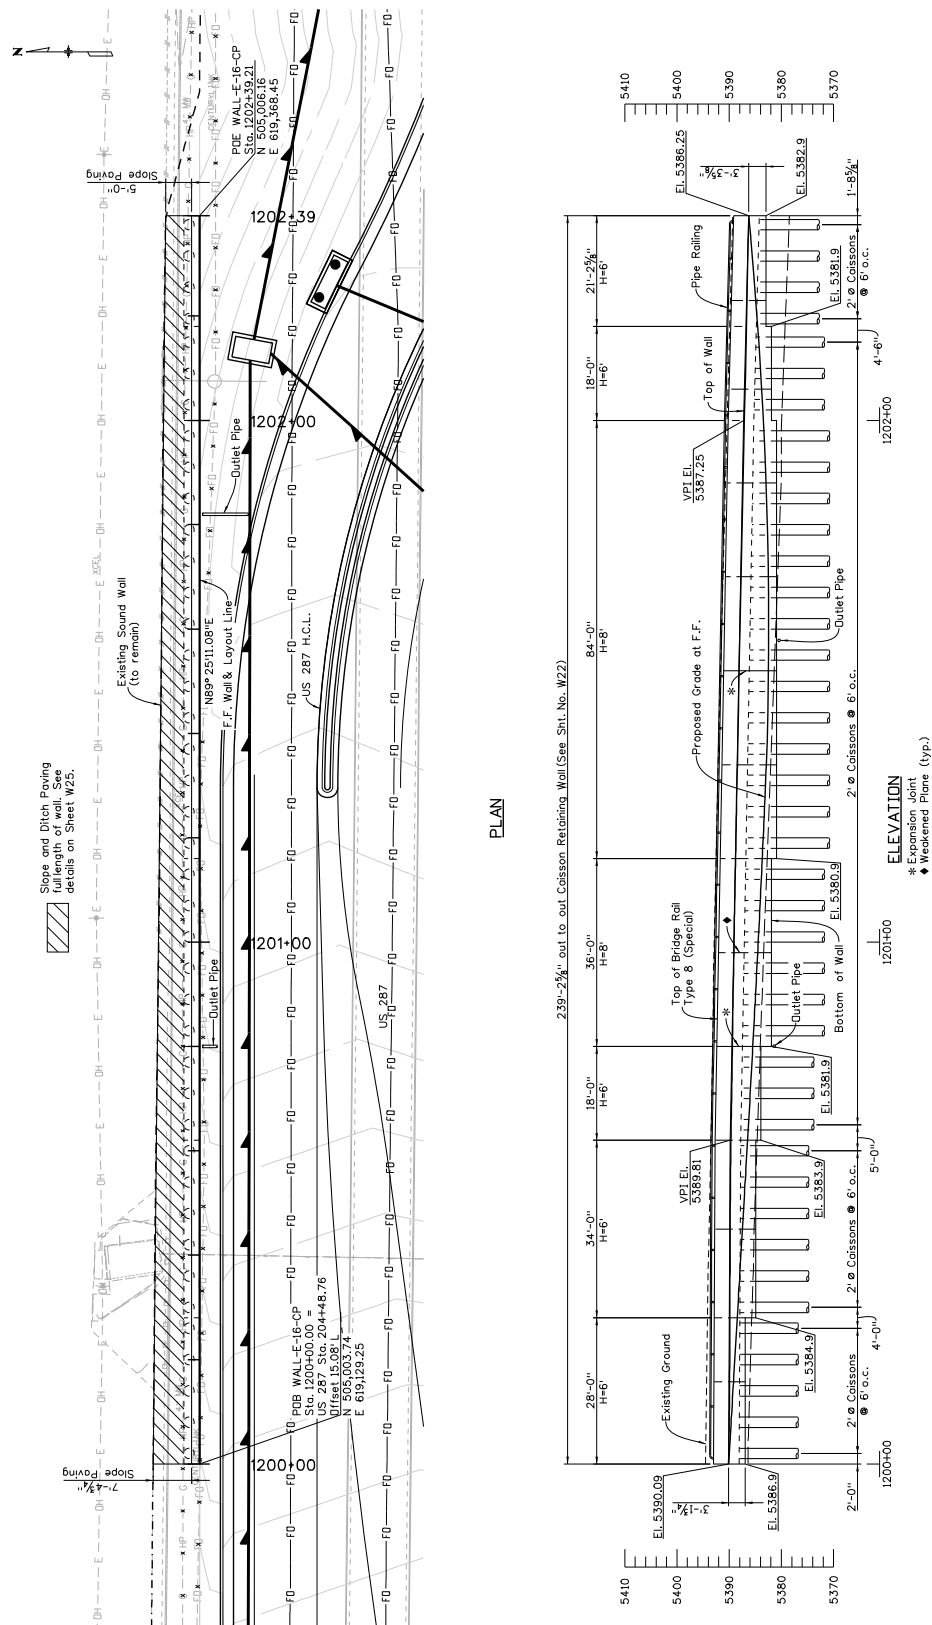 N
Slope and Ditch Paving
full length of wall. See
details on Sheet W25.
Existing Sound Wall
(to remain)
7'-4¾"
Slope Paving
5'-0"
Slope Paving
OH
E
XCEL
HP
G
MW
CENTURYLINK
FO
PDE WALL-E-16-CP
Sta. 1202+39.21
N 505,006.16
E 619,368.45
1200+00
1201+00
1202+00
1202+39
Outlet Pipe
Outlet Pipe
N89° 25'11.08"E
F.F. Wall & Layout Line
US 287 H.C.L.
US 287
POB WALL-E-16-CP
Sta. 1200+00.00 =
US 287 Sta. 204+48.76
Offset 15.08' L
N 505,003.74
E 619,129.25
PLAN
239'-2⅝" out to out Caisson Retaining Wall (See Sht. No. W22)
28'-0"
H=6'
34'-0"
H=6'
18'-0"
H=6'
36'-0"
H=8'
84'-0"
H=8'
18'-0"
H=6'
21'-2⅝"
H=6'
5410
5400
5390
5380
5370
5410
5400
5390
5380
5370
El. 5390.09
3'-1¾"
El. 5386.9
Existing Ground
VPI El.
5389.81
Top of Bridge Rail
Type 8 (Special)
*
♦
*
Proposed Grade at F.F.
VPI El.
5387.25
Top of Wall
Pipe Railing
El. 5386.25
3'-3⅝"
El. 5382.9
El. 5384.9
El. 5383.9
El. 5381.9
Outlet Pipe
Bottom of Wall
El. 5380.9
Outlet Pipe
El. 5381.9
2'-0"
2' Ø Caissons
@ 6' o.c.
4'-0"
2' Ø Caissons @ 6' o.c.
5'-0"
2' Ø Caissons @ 6' o.c.
4'-6"
2' Ø Caissons
@ 6' o.c.
1'-8⅝"
1200+00
1201+00
1202+00
ELEVATION
* Expansion Joint
♦ Weakened Plane (typ.)